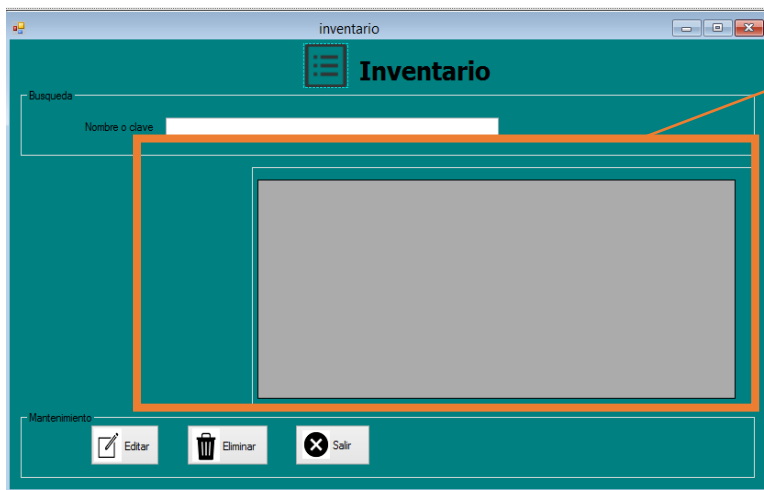 inventario
Inventario
Busqueda
Nombre o clave
Mantenimiento
Editar
Eliminar
Salir